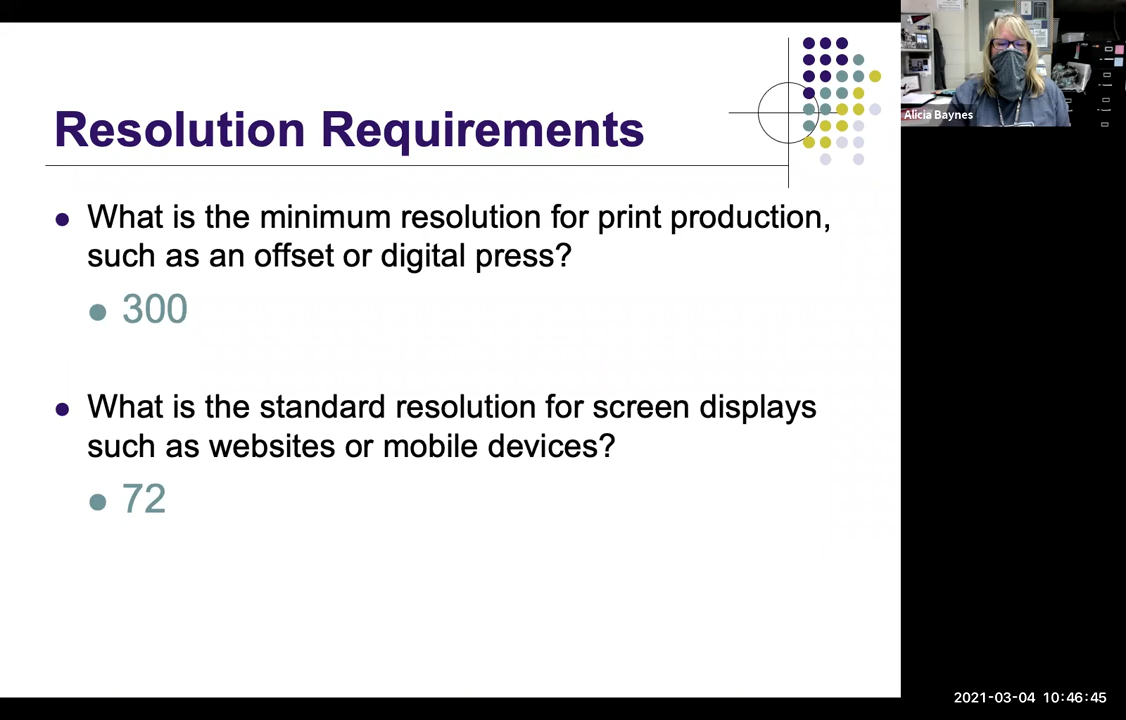 Resolution Requirements
What is the minimum resolution for print production,
such as an offset or digital press?
300
What is the standard resolution for screen displays
such as websites or mobile devices?
72
Alicia Baynes
2021-03-04 10:46:45